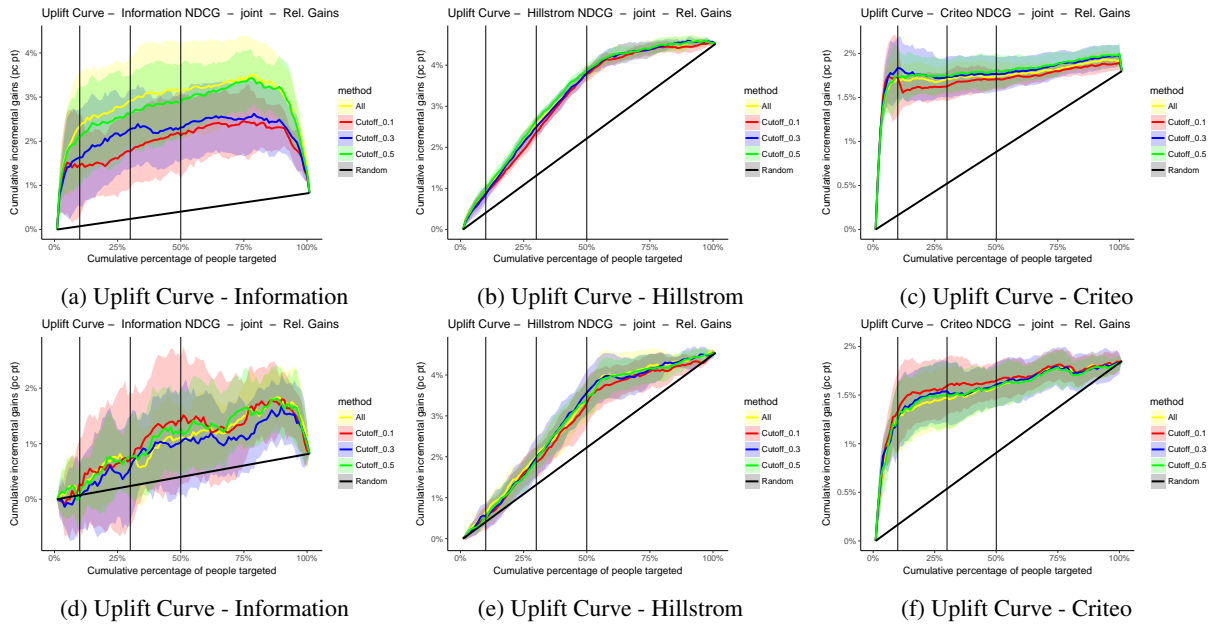 Uplift Curve – Information NDCG – joint – Rel. Gains
Cumulative incremental gains (pc pt)
4%
3%
2%
1%
0%
0% 25% 50% 75% 100%
Cumulative percentage of people targeted
method
All
Cutoff_0.1
Cutoff_0.3
Cutoff_0.5
Random
(a) Uplift Curve - Information
Uplift Curve – Hillstrom NDCG – joint – Rel. Gains
Cumulative incremental gains (pc pt)
4%
3%
2%
1%
0%
0% 25% 50% 75% 100%
Cumulative percentage of people targeted
method
All
Cutoff_0.1
Cutoff_0.3
Cutoff_0.5
Random
(b) Uplift Curve - Hillstrom
Uplift Curve – Criteo NDCG – joint – Rel. Gains
Cumulative incremental gains (pc pt)
2%
1.5%
1%
0.5%
0%
0% 25% 50% 75% 100%
Cumulative percentage of people targeted
method
All
Cutoff_0.1
Cutoff_0.3
Cutoff_0.5
Random
(c) Uplift Curve - Criteo
Uplift Curve – Information NDCG – joint – Rel. Gains
Cumulative incremental gains (pc pt)
2%
1%
0%
0% 25% 50% 75% 100%
Cumulative percentage of people targeted
method
All
Cutoff_0.1
Cutoff_0.3
Cutoff_0.5
Random
(d) Uplift Curve - Information
Uplift Curve – Hillstrom NDCG – joint – Rel. Gains
Cumulative incremental gains (pc pt)
4%
3%
2%
1%
0%
0% 25% 50% 75% 100%
Cumulative percentage of people targeted
method
All
Cutoff_0.1
Cutoff_0.3
Cutoff_0.5
Random
(e) Uplift Curve - Hillstrom
Uplift Curve – Criteo NDCG – joint – Rel. Gains
Cumulative incremental gains (pc pt)
2%
1.5%
1%
0.5%
0%
0% 25% 50% 75% 100%
Cumulative percentage of people targeted
method
All
Cutoff_0.1
Cutoff_0.3
Cutoff_0.5
Random
(f) Uplift Curve - Criteo